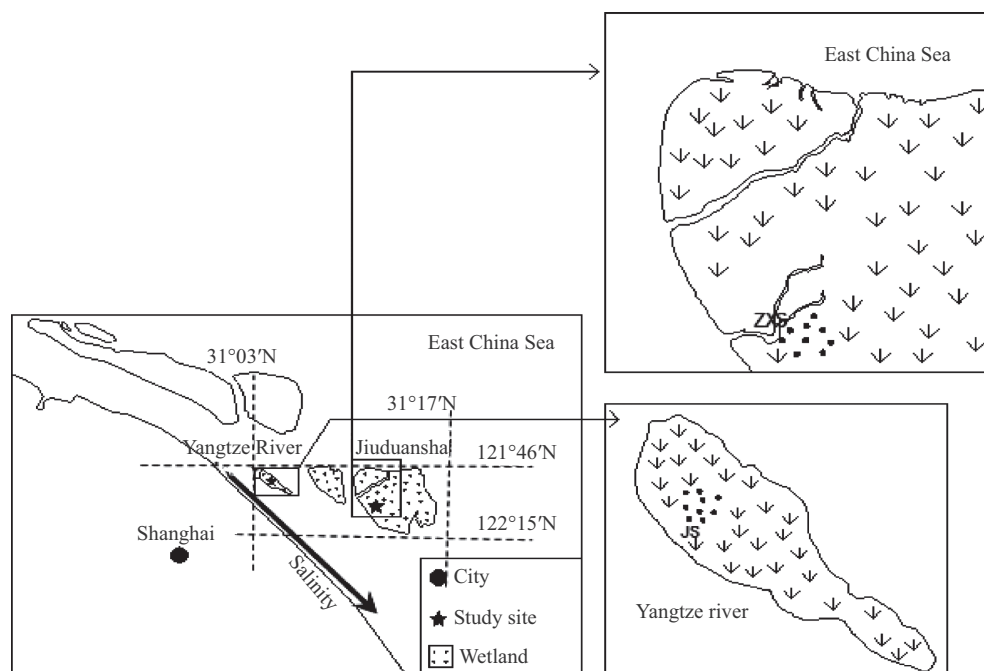 East China Sea
ZXS
East China Sea
31°03′N
31°17′N
Yangtze River
Jiuduansha
121°46′N
122°15′N
Shanghai
Salinity
City
Study site
Wetland
JS
Yangtze river